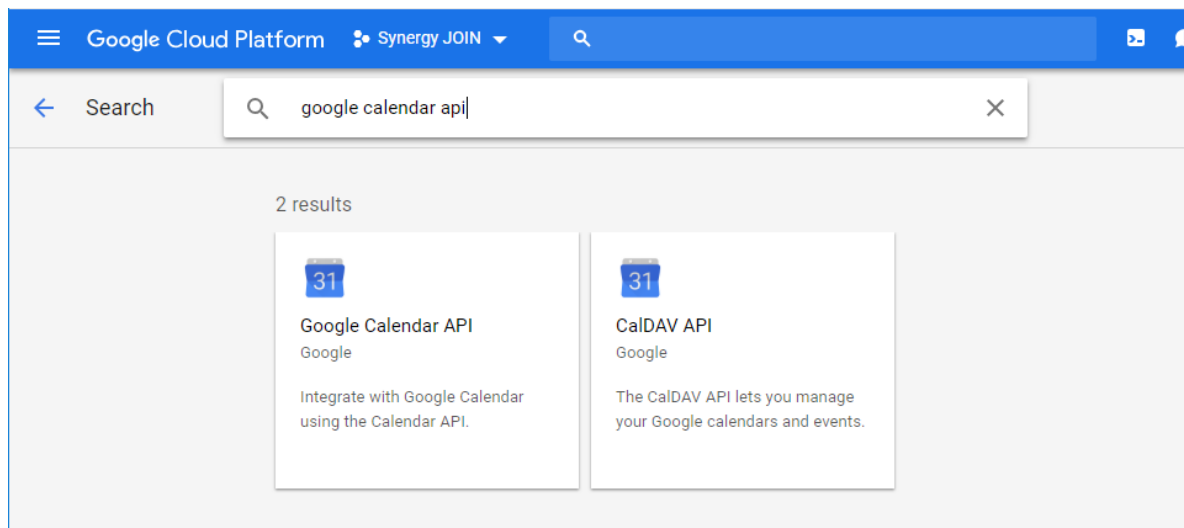 Google Cloud Platform Synergy JOIN
Search google calendar api
2 results
31
Google Calendar API
Google
Integrate with Google Calendar
using the Calendar API.
31
CalDAV API
Google
The CalDAV API lets you manage
your Google calendars and events.